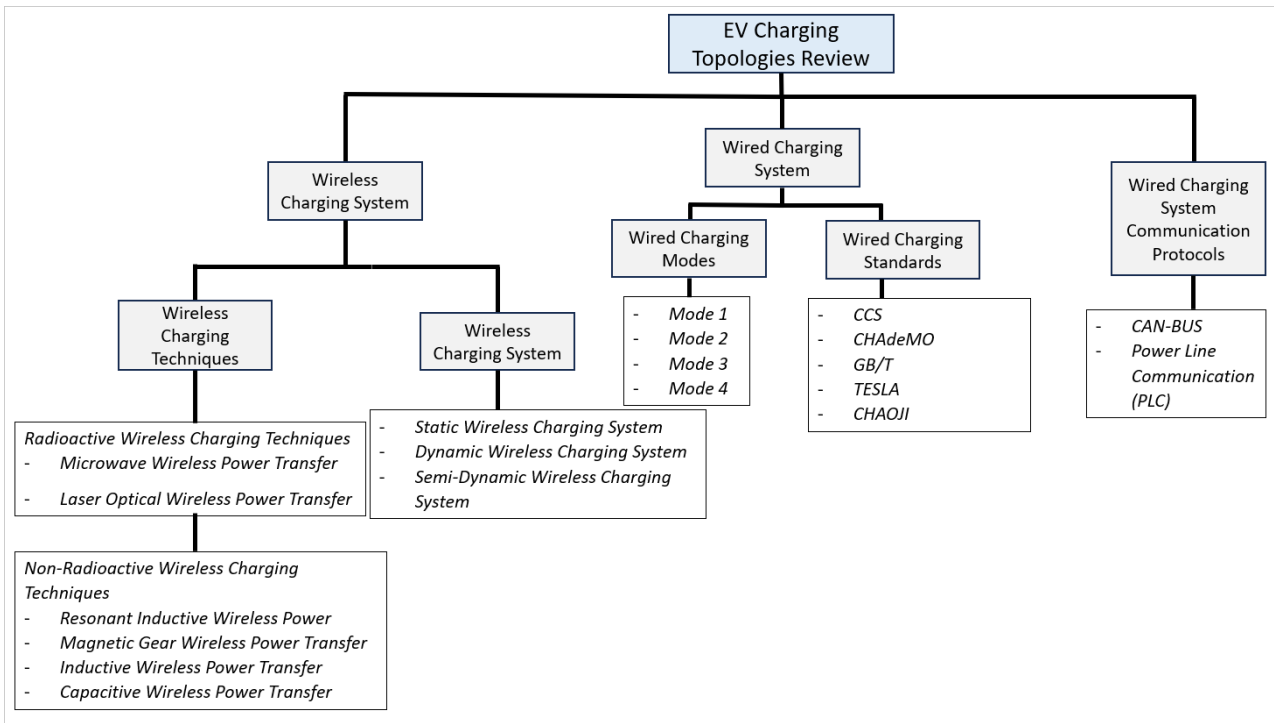 EV Charging
Topologies Review
Wireless
Charging System
Wired Charging
System
Wired Charging
System
Communication
Protocols
Wired Charging
Modes
Wired Charging
Standards
Wireless
Charging
Techniques
Wireless
Charging System
- Mode 1
- Mode 2
- Mode 3
- Mode 4
- CCS
- CHAdeMO
- GB/T
- TESLA
- CHAOJI
- CAN-BUS
- Power Line
Communication
(PLC)
Radioactive Wireless Charging Techniques
- Microwave Wireless Power Transfer
- Laser Optical Wireless Power Transfer
- Static Wireless Charging System
- Dynamic Wireless Charging System
- Semi-Dynamic Wireless Charging
System
Non-Radioactive Wireless Charging
Techniques
- Resonant Inductive Wireless Power
- Magnetic Gear Wireless Power Transfer
- Inductive Wireless Power Transfer
- Capacitive Wireless Power Transfer